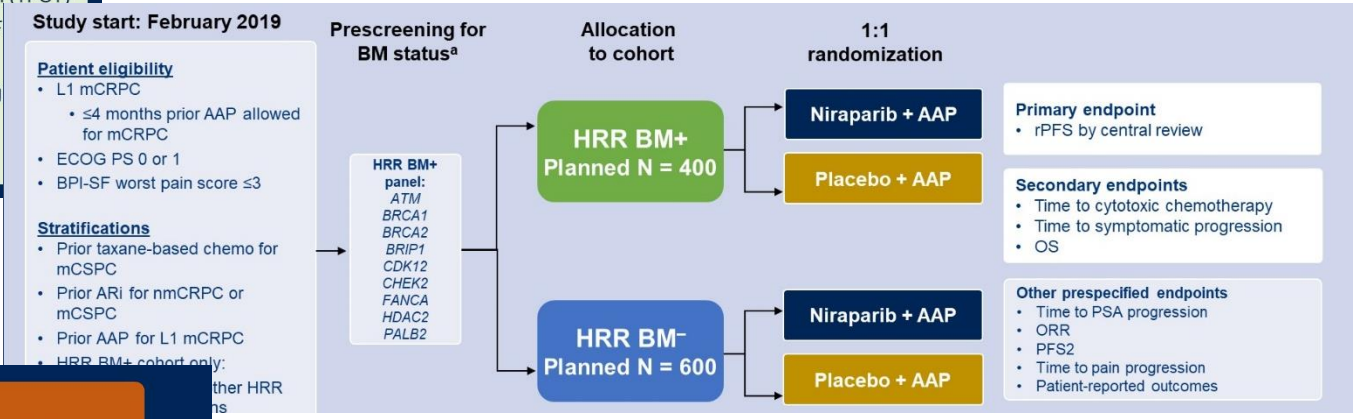 Study start: February 2019
Patient eligibility
• L1 mCRPC
• ≤4 months prior AAP allowed
for mCRPC
• ECOG PS 0 or 1
• BPI-SF worst pain score ≤3
Stratifications
• Prior taxane-based chemo for
mCSPC
• Prior ARi for nmCRPC or
mCSPC
• Prior AAP for L1 mCRPC
• HRR BM+ cohort only:
ther HRR
ns
Prescreening for
BM statusᵃ
HRR BM+
panel:
ATM
BRCA1
BRCA2
BRIP1
CDK12
CHEK2
FANCA
HDAC2
PALB2
Allocation
to cohort
HRR BM+
Planned N = 400
HRR BM−
Planned N = 600
1:1
randomization
Niraparib + AAP
Placebo + AAP
Niraparib + AAP
Placebo + AAP
Primary endpoint
• rPFS by central review
Secondary endpoints
• Time to cytotoxic chemotherapy
• Time to symptomatic progression
• OS
Other prespecified endpoints
• Time to PSA progression
• ORR
• PFS2
• Time to pain progression
• Patient-reported outcomes